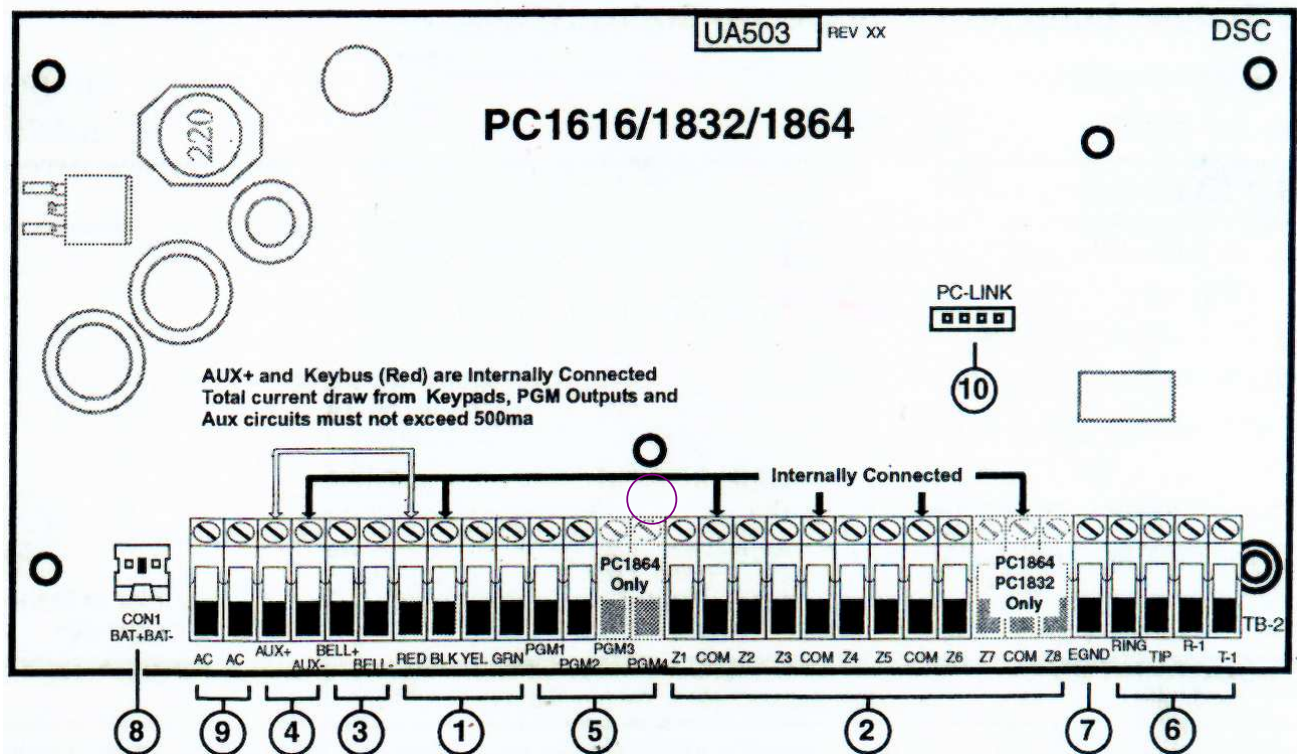 UA503 REV XX DSC
PC1616/1832/1864
220
PC-LINK
10
AUX+ and Keybus (Red) are Internally Connected
Total current draw from Keypads, PGM Outputs and
Aux circuits must not exceed 500ma
Internally Connected
PC1864
Only
PC1864
PC1832
Only
CON1
BAT+BAT-
TB-2
AC AC AUX+ AUX- BELL+ BELL- RED BLK YEL GRN PGM1 PGM2 PGM3 PGM4 Z1 COM Z2 Z3 COM Z4 Z5 COM Z6 Z7 COM Z8 EGND RING TIP R-1 T-1
8 9 4 3 1 5 2 7 6